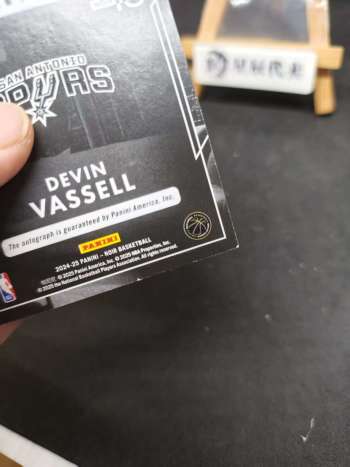 SAN ANTONIO
SPURS
DEVIN
VASSELL
The autograph is guaranteed by Panini America, Inc.
PANINI
2024-25 PANINI - NOIR BASKETBALL
© 2025 Panini America, Inc. © 2025 NBA Properties, Inc.
© 2025 the National Basketball Players Association. All rights reserved.